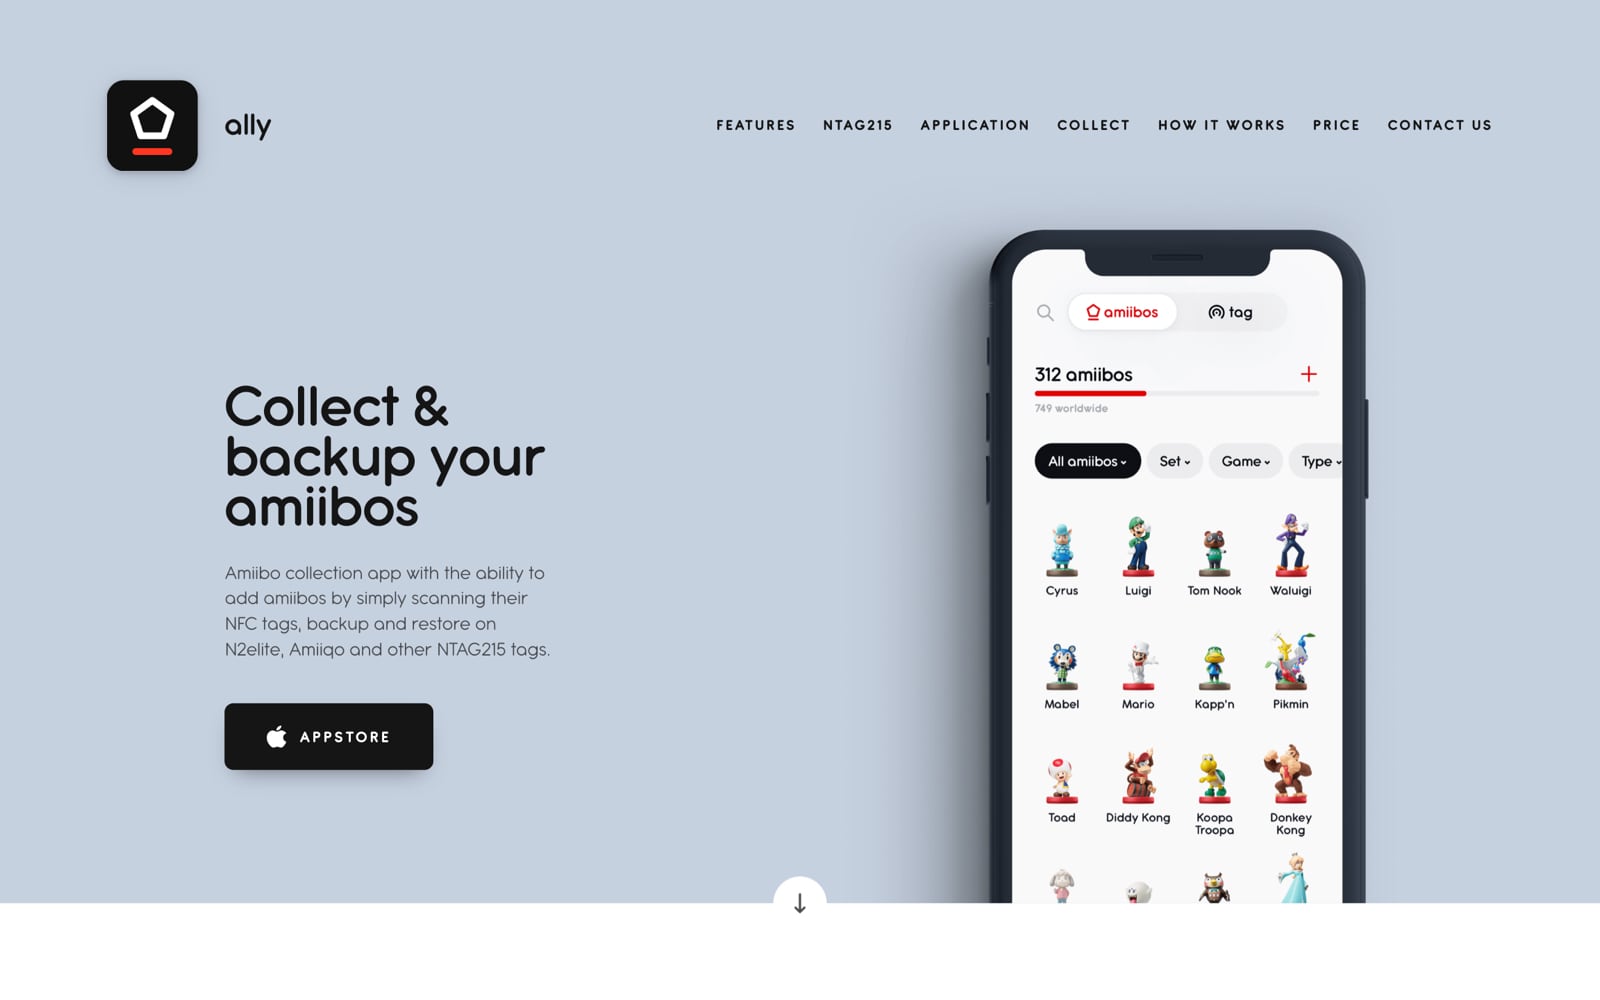 ally
FEATURES NTAG215 APPLICATION COLLECT HOW IT WORKS PRICE CONTACT US
Collect &
backup your
amiibos
Amiibo collection app with the ability to
add amiibos by simply scanning their
NFC tags, backup and restore on
N2elite, Amiiqo and other NTAG215 tags.
APPSTORE
amiibos tag
312 amiibos
749 worldwide
All amiibos Set Game Type
Cyrus Luigi Tom Nook Waluigi
Mabel Mario Kapp'n Pikmin
Toad Diddy Kong Koopa Troopa Donkey Kong